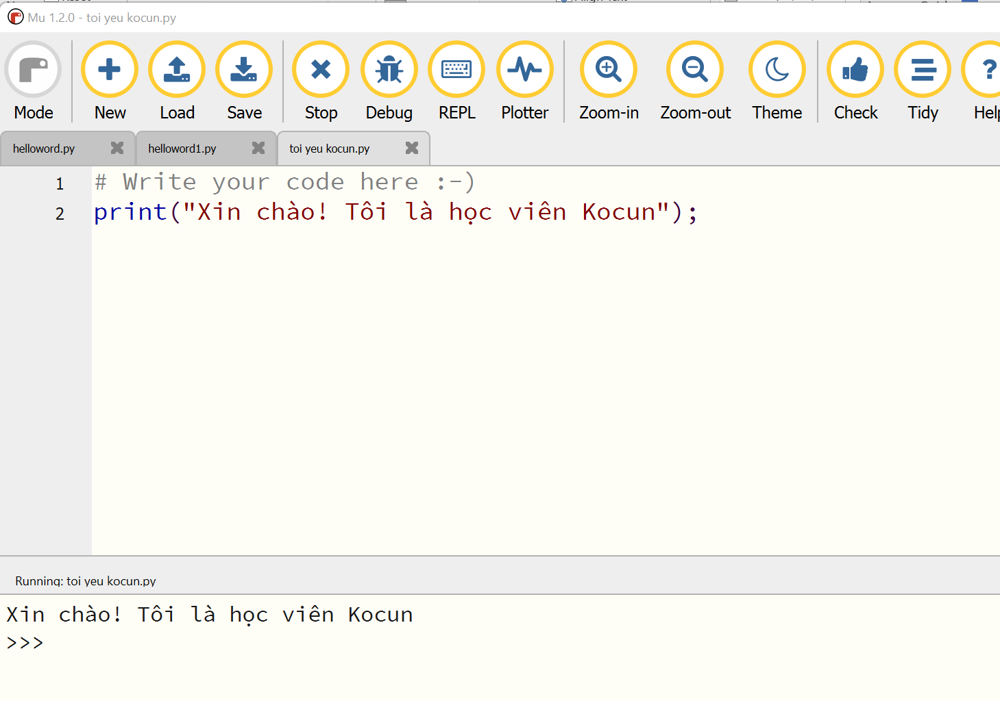 Mu 1.2.0 - toi yeu kocun.py
Mode New Load Save Stop Debug REPL Plotter Zoom-in Zoom-out Theme Check Tidy Help
helloword.py helloword1.py toi yeu kocun.py
1 # Write your code here :-)
2 print("Xin chào! Tôi là học viên Kocun");
Running: toi yeu kocun.py
Xin chào! Tôi là học viên Kocun
>>>